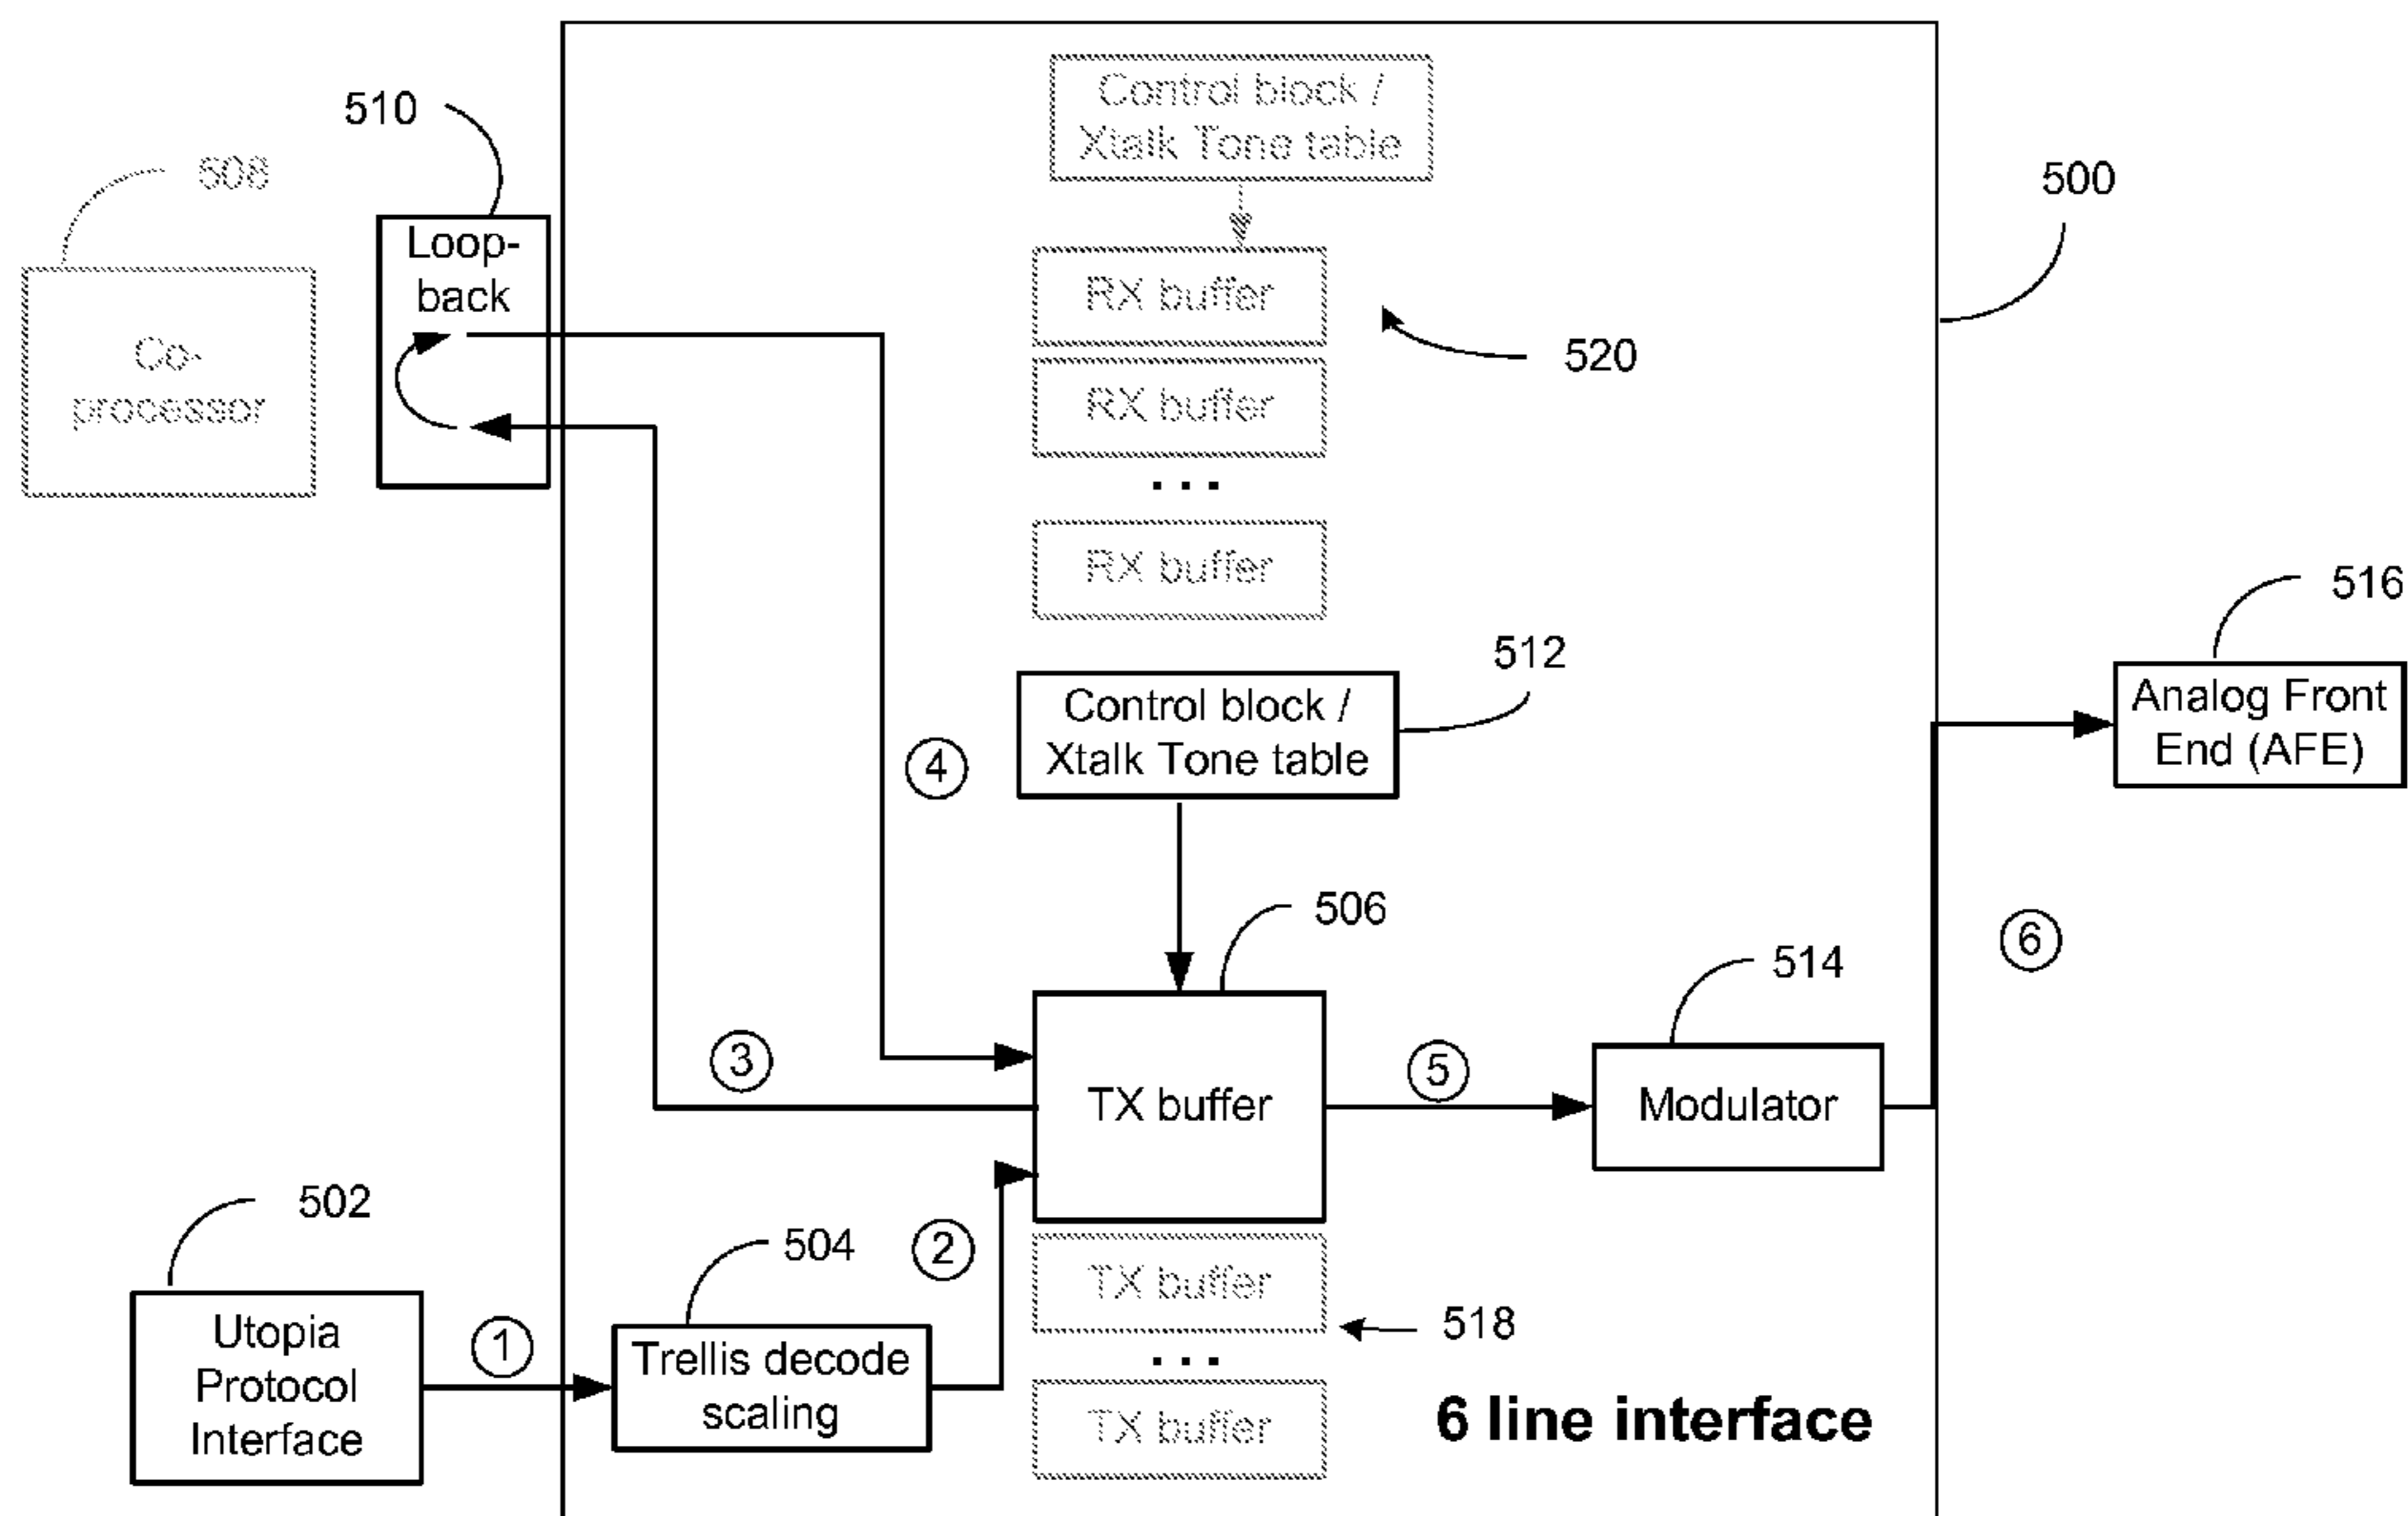 Control block /
Xtalk Tone table
510
508
500
Loop-
back
RX buffer
520
Co-
processor
RX buffer
...
RX buffer
516
512
Control block /
Xtalk Tone table
Analog Front
End (AFE)
4
506
6
514
3
5
TX buffer
Modulator
502
504
2
TX buffer
518
Utopia
Protocol
Interface
1
Trellis decode
scaling
...
TX buffer
6 line interface